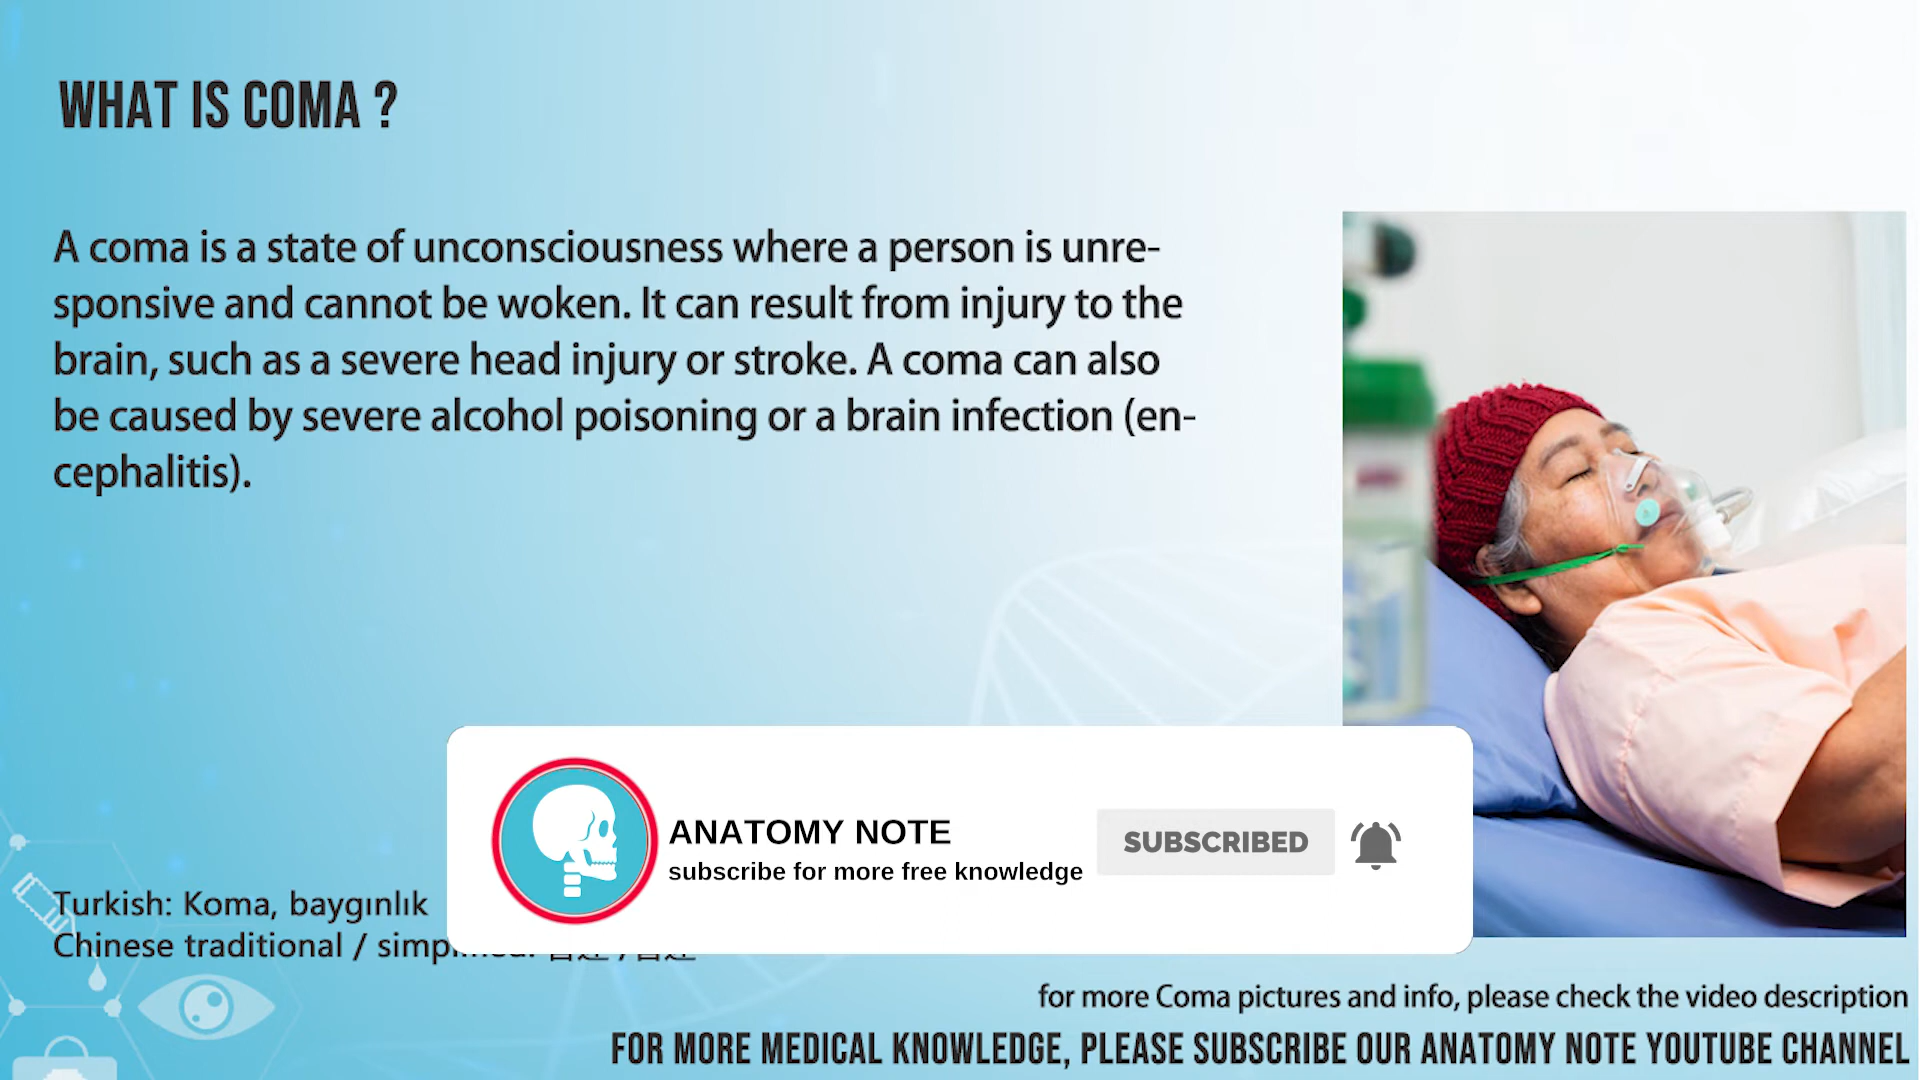 WHAT IS COMA ?
A coma is a state of unconsciousness where a person is unre-
sponsive and cannot be woken. It can result from injury to the
brain, such as a severe head injury or stroke. A coma can also
be caused by severe alcohol poisoning or a brain infection (en-
cephalitis).
ANATOMY NOTE
subscribe for more free knowledge
SUBSCRIBED
Turkish: Koma, baygınlık
Chinese traditional /
for more Coma pictures and info, please check the video description
FOR MORE MEDICAL KNOWLEDGE, PLEASE SUBSCRIBE OUR ANATOMY NOTE YOUTUBE CHANNEL